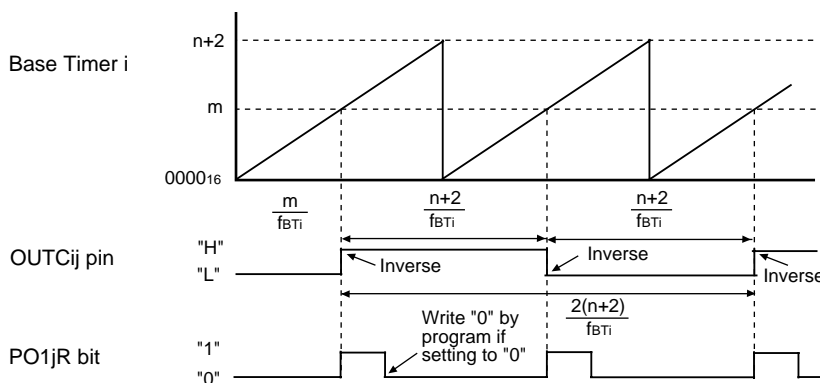 n+2
Base Timer i
m
0000₁₆
m
fBTi
n+2
fBTi
n+2
fBTi
"H"
OUTCij pin
"L"
Inverse
Inverse
Inverse
2(n+2)
fBTi
Write "0" by
program if
setting to "0"
"1"
PO1jR bit
"0"